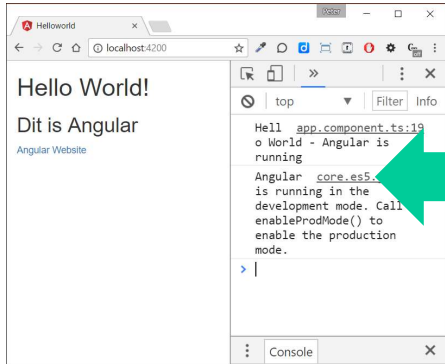 Peter
Helloworld
localhost:4200
Hello World!
Dit is Angular
Angular Website
top
Filter
Info
Hell app.component.ts:19
o World - Angular is
running
Angular core.es5.
is running in the
development mode. Call
enableProdMode() to
enable the production
mode.
Console